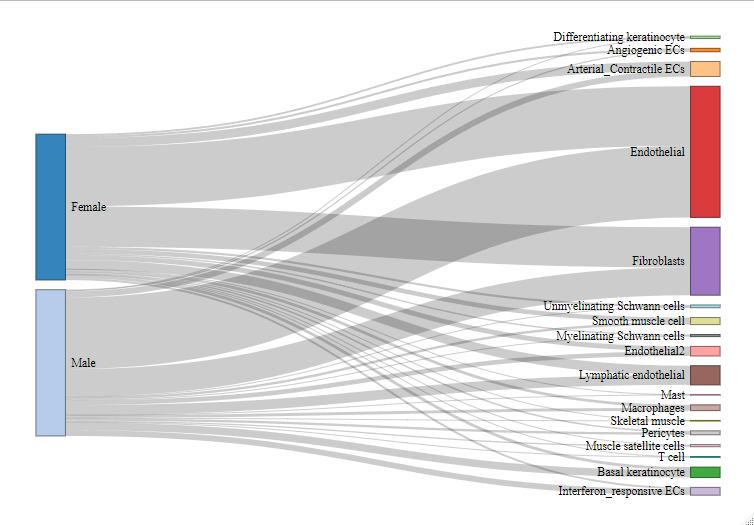 Differentiating keratinocyte
Angiogenic ECs
Arterial_Contractile ECs
Endothelial
Female
Fibroblasts
Unmyelinating Schwann cells
Smooth muscle cell
Myelinating Schwann cells
Endothelial2
Male
Lymphatic endothelial
Mast
Macrophages
Skeletal muscle
Pericytes
Muscle satellite cells
T cell
Basal keratinocyte
Interferon_responsive ECs